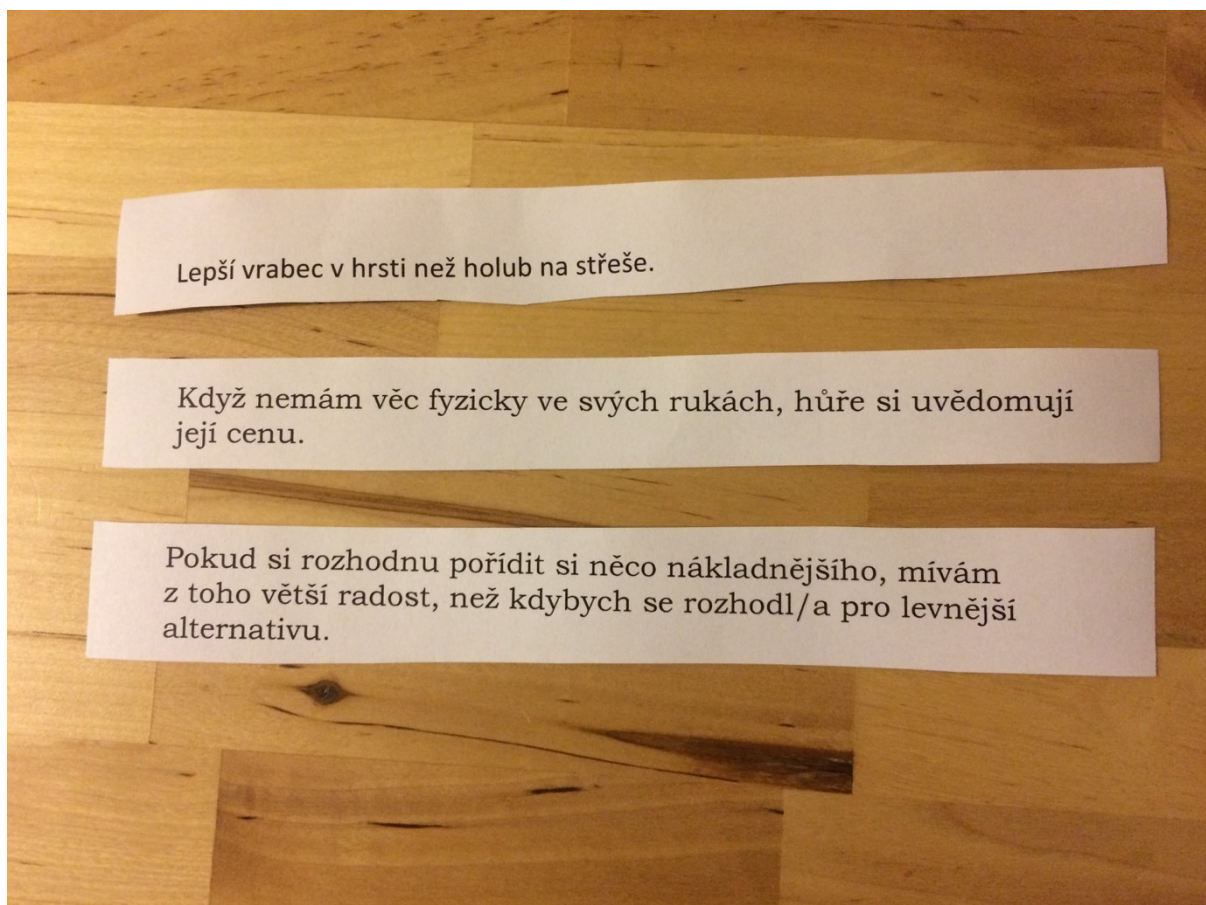 Lepší vrabec v hrsti než holub na střeše.
Když nemám věc fyzicky ve svých rukách, hůře si uvědomují
její cenu.
Pokud si rozhodnu pořídit si něco nákladnějšího, mívám
z toho větší radost, než kdybych se rozhodl/a pro levnější
alternativu.